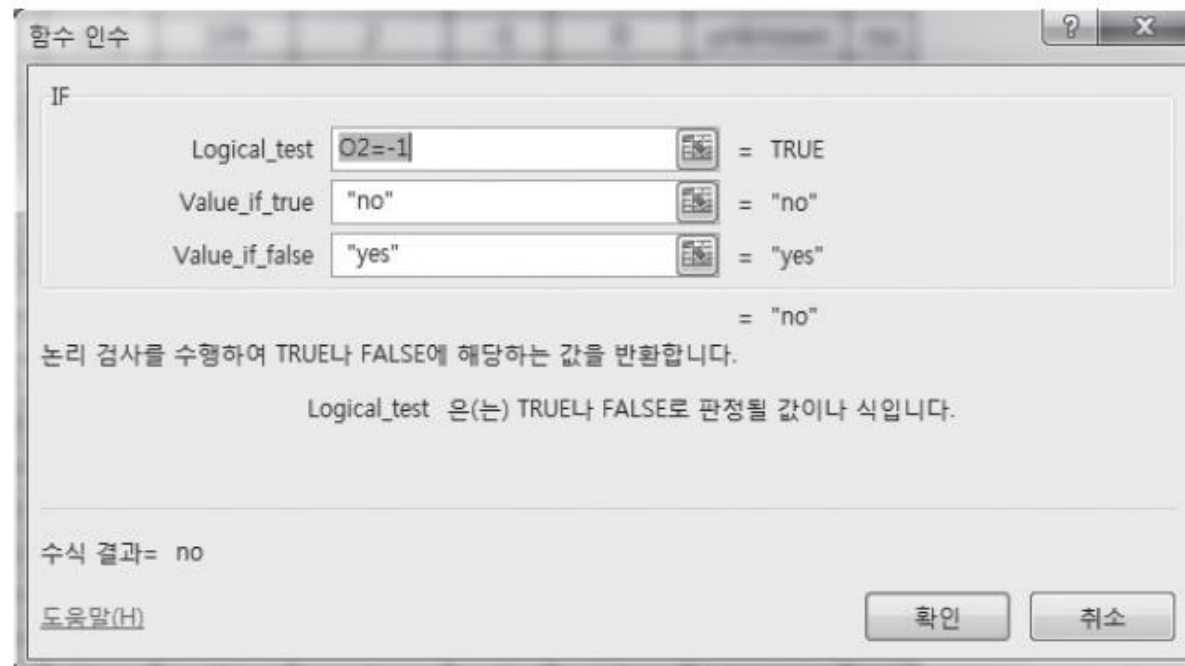 함수 인수
IF
Logical_test O2=-1 = TRUE
Value_if_true "no" = "no"
Value_if_false "yes" = "yes"
= "no"
논리 검사를 수행하여 TRUE나 FALSE에 해당하는 값을 반환합니다.
Logical_test 은(는) TRUE나 FALSE로 판정될 값이나 식입니다.
수식 결과= no
도움말(H)
확인 취소